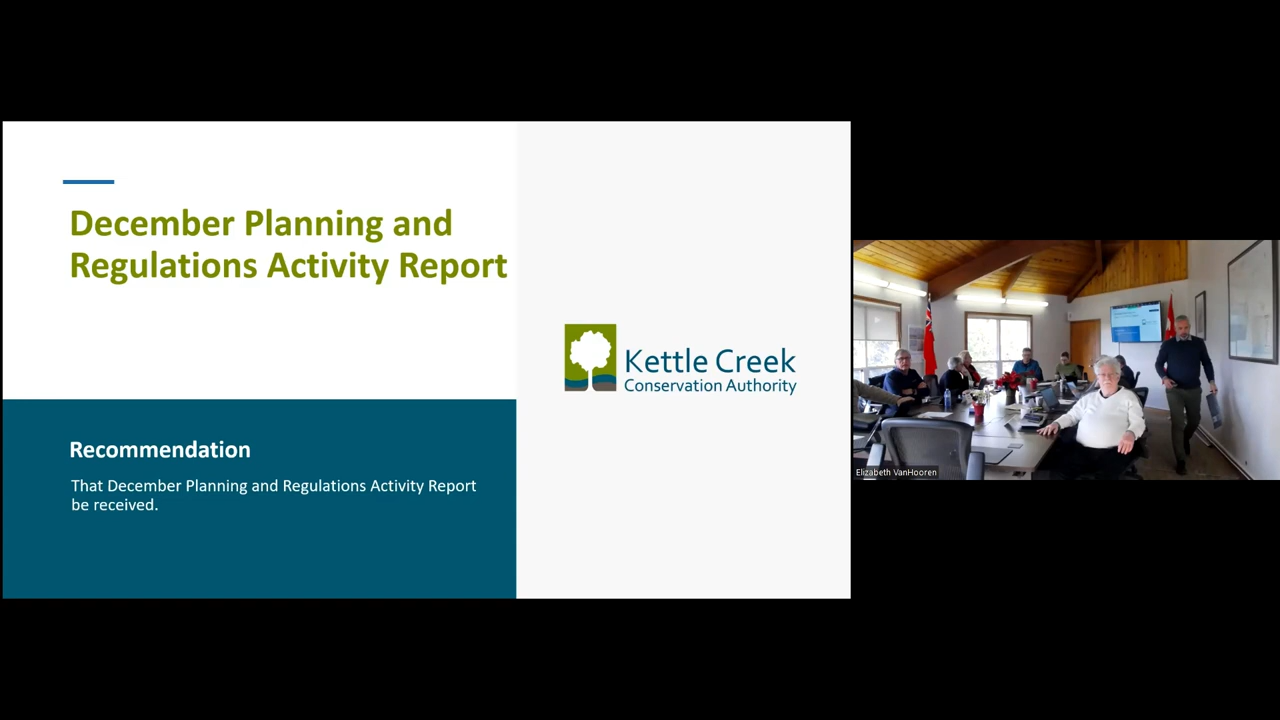 December Planning and
Regulations Activity Report
Kettle Creek
Conservation Authority
Recommendation
That December Planning and Regulations Activity Report
be received.
Elizabeth VanHooren